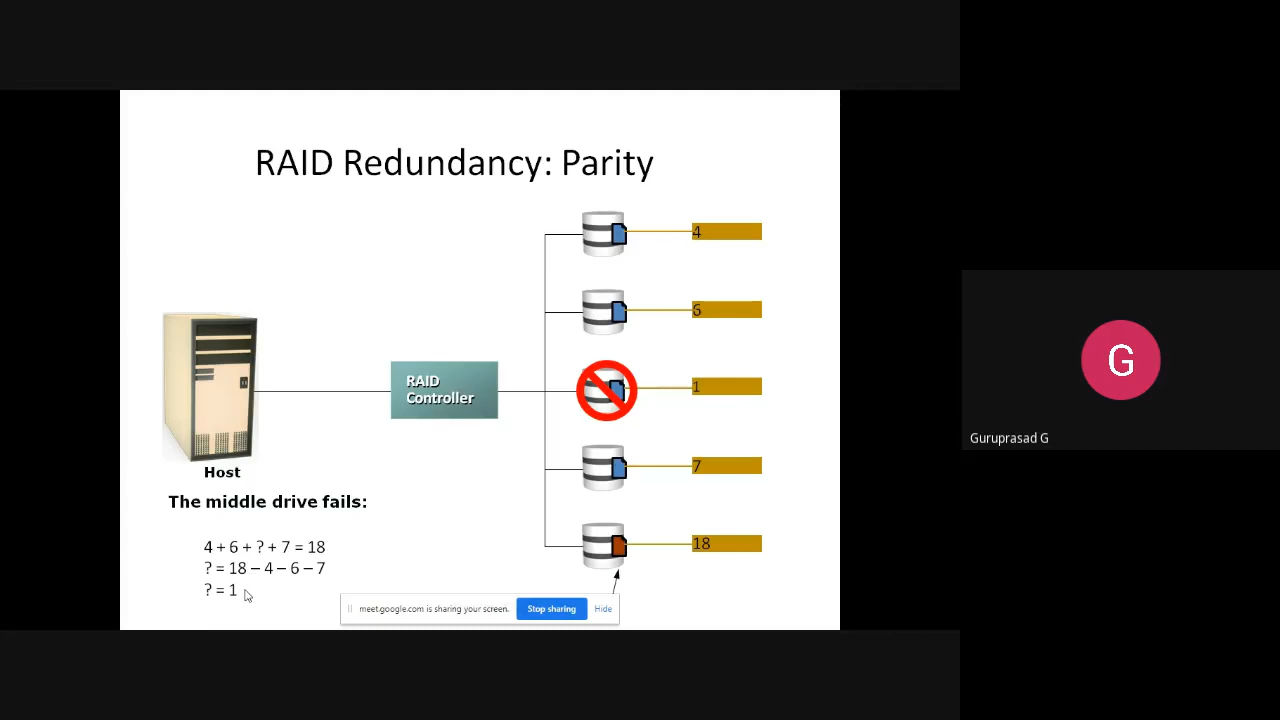 RAID Redundancy: Parity
4
6
1
7
18
RAID
Controller
Host
The middle drive fails:
4 + 6 + ? + 7 = 18
? = 18 – 4 – 6 – 7
? = 1
meet.google.com is sharing your screen.
Stop sharing
Hide
G
Guruprasad G